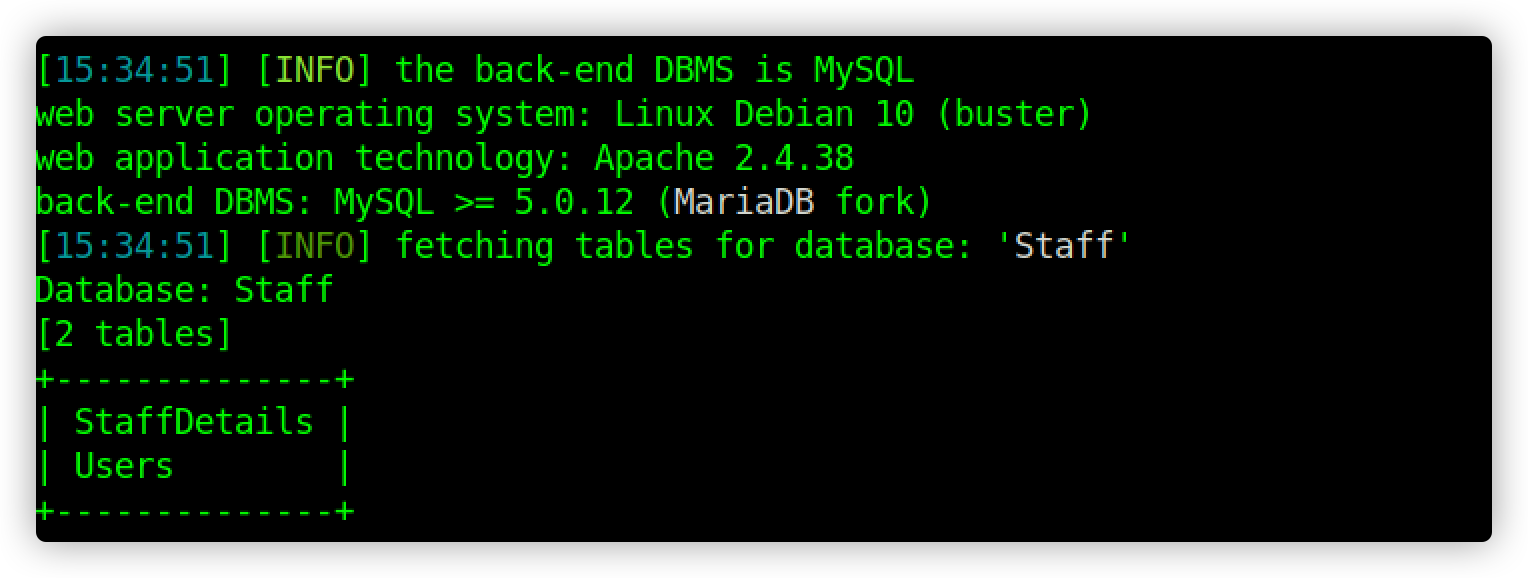 [15:34:51] [INFO] the back-end DBMS is MySQL
web server operating system: Linux Debian 10 (buster)
web application technology: Apache 2.4.38
back-end DBMS: MySQL >= 5.0.12 (MariaDB fork)
[15:34:51] [INFO] fetching tables for database: 'Staff'
Database: Staff
[2 tables]
+--------------+
| StaffDetails |
| Users        |
+--------------+